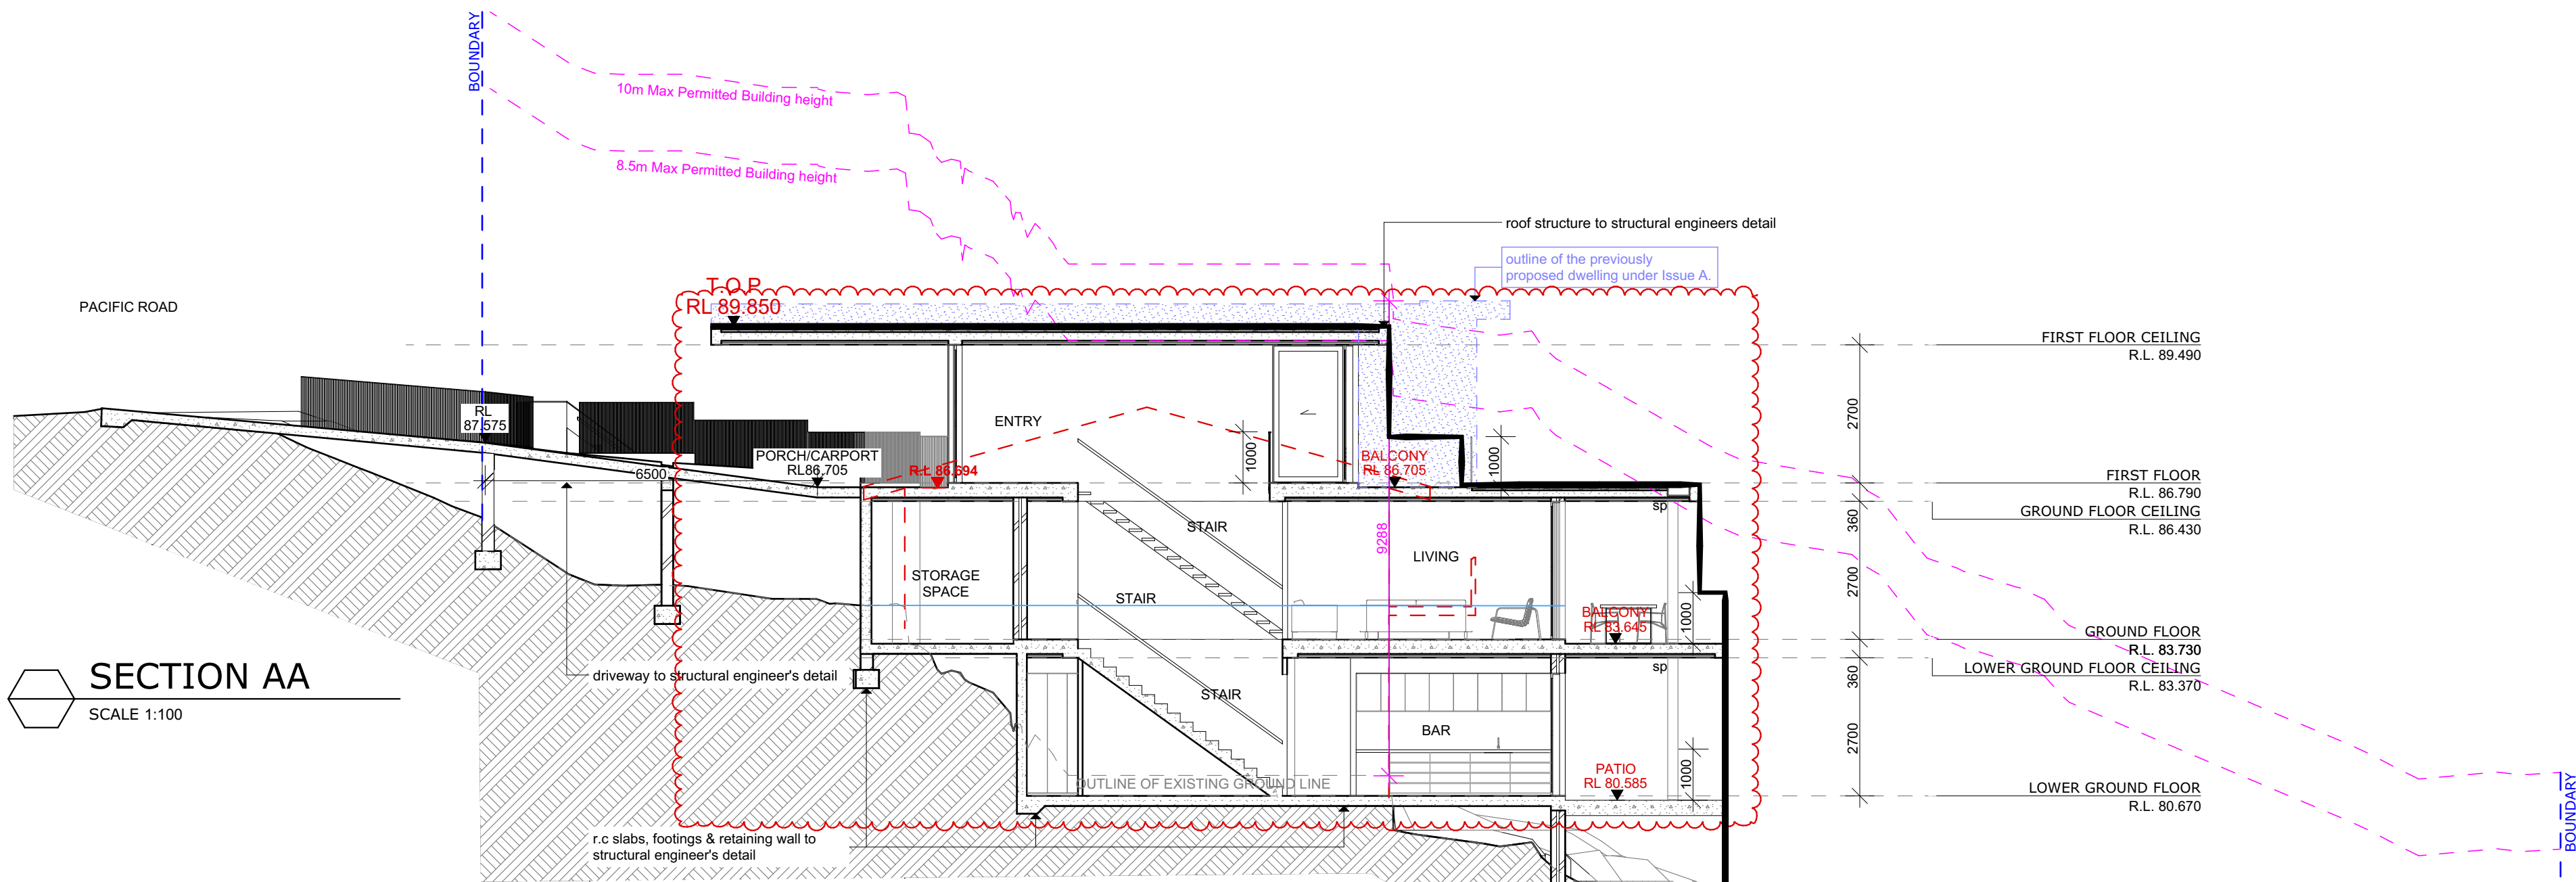 BOUNDARY
10m Max Permitted Building height
8.5m Max Permitted Building height
roof structure to structural engineers detail
outline of the previously
proposed dwelling under Issue A.
T.O.P
RL 89.850
PACIFIC ROAD
FIRST FLOOR CEILING
R.L. 89.490
2700
RL
87.575
ENTRY
1000
1000
PORCH/CARPORT
RL86.705
R.L 86.694
BALCONY
RL 86.705
6500
FIRST FLOOR
R.L. 86.790
GROUND FLOOR CEILING
R.L. 86.430
360
sp
STAIR
9288
LIVING
STORAGE
SPACE
STAIR
2700
BALCONY
RL 83.645
1000
GROUND FLOOR
R.L. 83.730
LOWER GROUND FLOOR CEILING
R.L. 83.370
360
sp
SECTION AA
SCALE 1:100
driveway to structural engineer's detail
STAIR
BAR
2700
PATIO
RL 80.585
1000
OUTLINE OF EXISTING GROUND LINE
LOWER GROUND FLOOR
R.L. 80.670
r.c slabs, footings & retaining wall to
structural engineer's detail
BOUNDARY